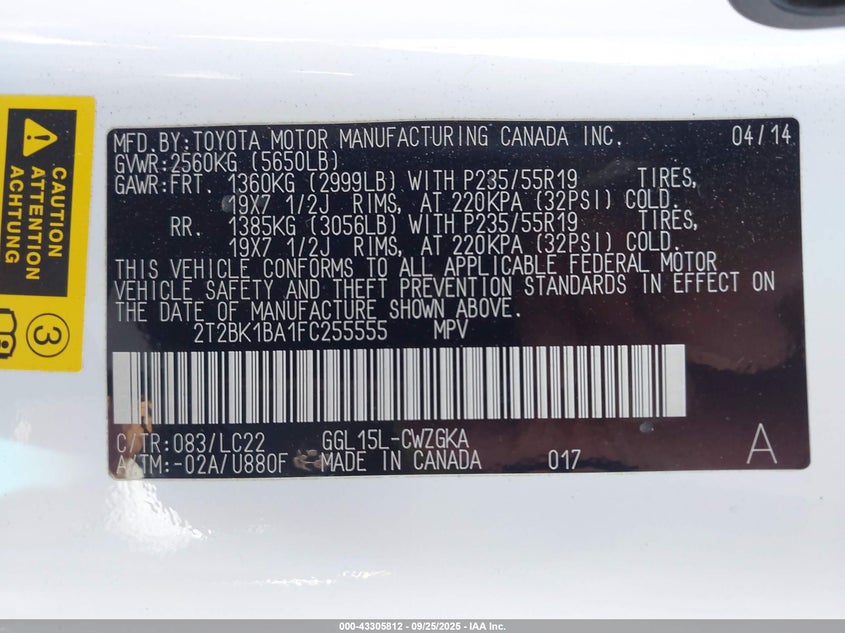 CAUTION
ATTENTION
3
MFD.BY:TOYOTA MOTOR MANUFACTURING CANADA INC. 04/14
GVWR:2560KG (5650LB)
GAWR:FRT. 1360KG (2999LB) WITH P235/55R19 TIRES,
19X7 1/2J RIMS, AT 220KPA (32PSI) COLD.
RR. 1385KG (3056LB) WITH P235/55R19 TIRES,
19X7 1/2J RIMS, AT 220KPA (32PSI) COLD.
THIS VEHICLE CONFORMS TO ALL APPLICABLE FEDERAL MOTOR
VEHICLE SAFETY AND THEFT PREVENTION STANDARDS IN EFFECT ON
THE DATE OF MANUFACTURE SHOWN ABOVE.
2T2BK1BA1FC255555 MPV
C/TR:083/LC22 GGL15L-CWZGKA
A/TM:-02A/U880F MADE IN CANADA 017 A
000-43305812 - 09/25/2025 - IAA Inc.